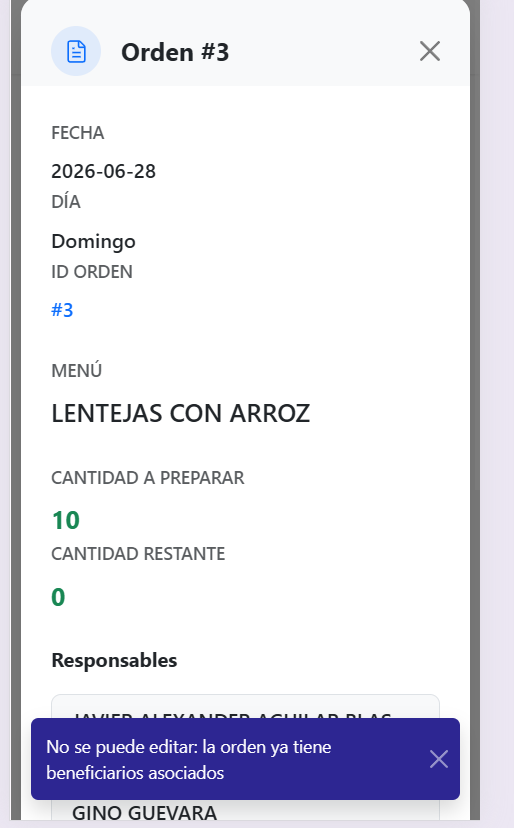 Orden #3
FECHA
2026-06-28
DÍA
Domingo
ID ORDEN
#3
MENÚ
LENTEJAS CON ARROZ
CANTIDAD A PREPARAR
10
CANTIDAD RESTANTE
0
Responsables
JAVIER ALEXANDER AGUILAR BLAS
No se puede editar: la orden ya tiene
beneficiarios asociados
GINO GUEVARA